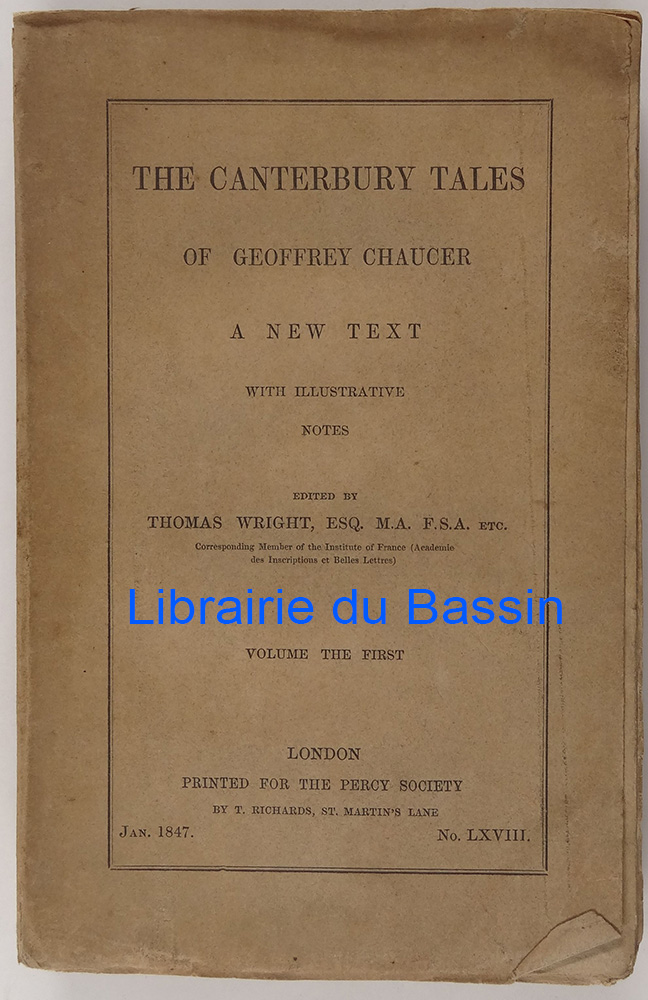 THE CANTERBURY TALES
OF GEOFFREY CHAUCER
A NEW TEXT
WITH ILLUSTRATIVE
NOTES
EDITED BY
THOMAS WRIGHT, ESQ. M.A. F.S.A. ETC.
Corresponding Member of the Institute of France (Academie
des Inscriptions et Belles Lettres)
Librairie du Bassin
VOLUME THE FIRST
LONDON
PRINTED FOR THE PERCY SOCIETY
BY T. RICHARDS, ST. MARTIN'S LANE
JAN. 1847. No. LXVIII.